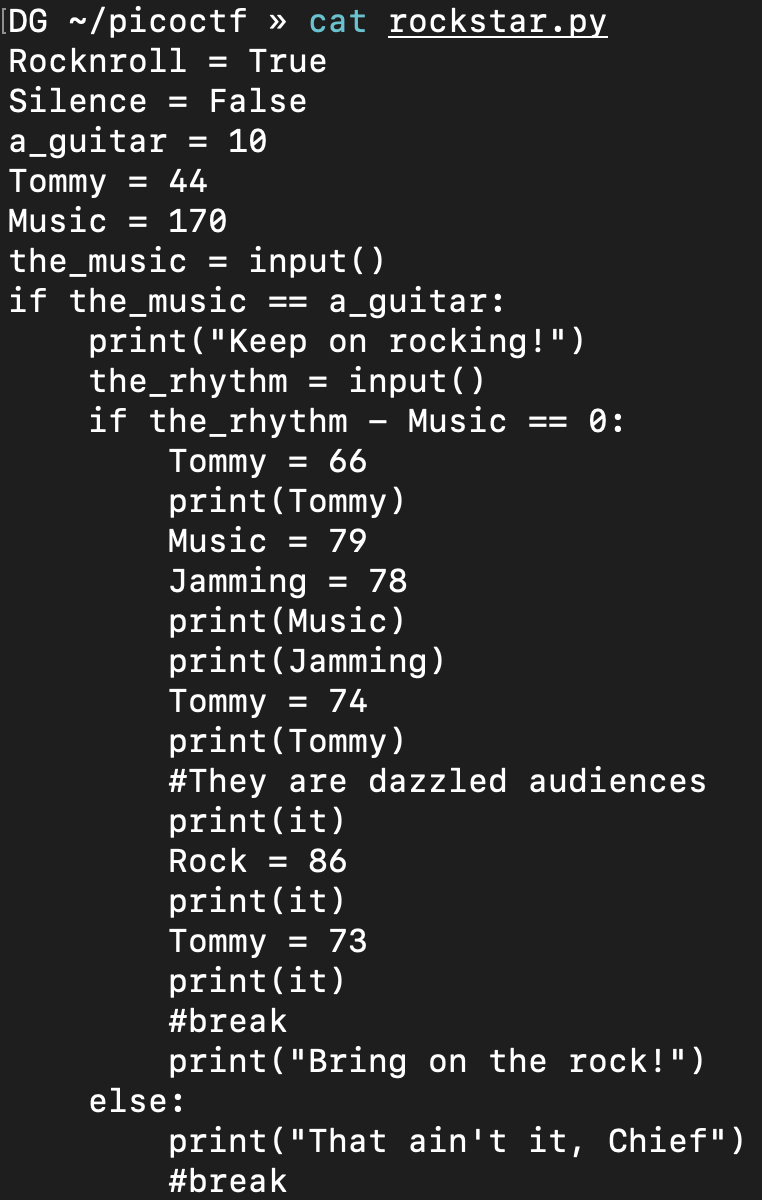 [DG ~/picoctf » cat rockstar.py
Rocknroll = True
Silence = False
a_guitar = 10
Tommy = 44
Music = 170
the_music = input()
if the_music == a_guitar:
    print("Keep on rocking!")
    the_rhythm = input()
    if the_rhythm - Music == 0:
        Tommy = 66
        print(Tommy)
        Music = 79
        Jamming = 78
        print(Music)
        print(Jamming)
        Tommy = 74
        print(Tommy)
        #They are dazzled audiences
        print(it)
        Rock = 86
        print(it)
        Tommy = 73
        print(it)
        #break
        print("Bring on the rock!")
    else:
        print("That ain't it, Chief")
        #break